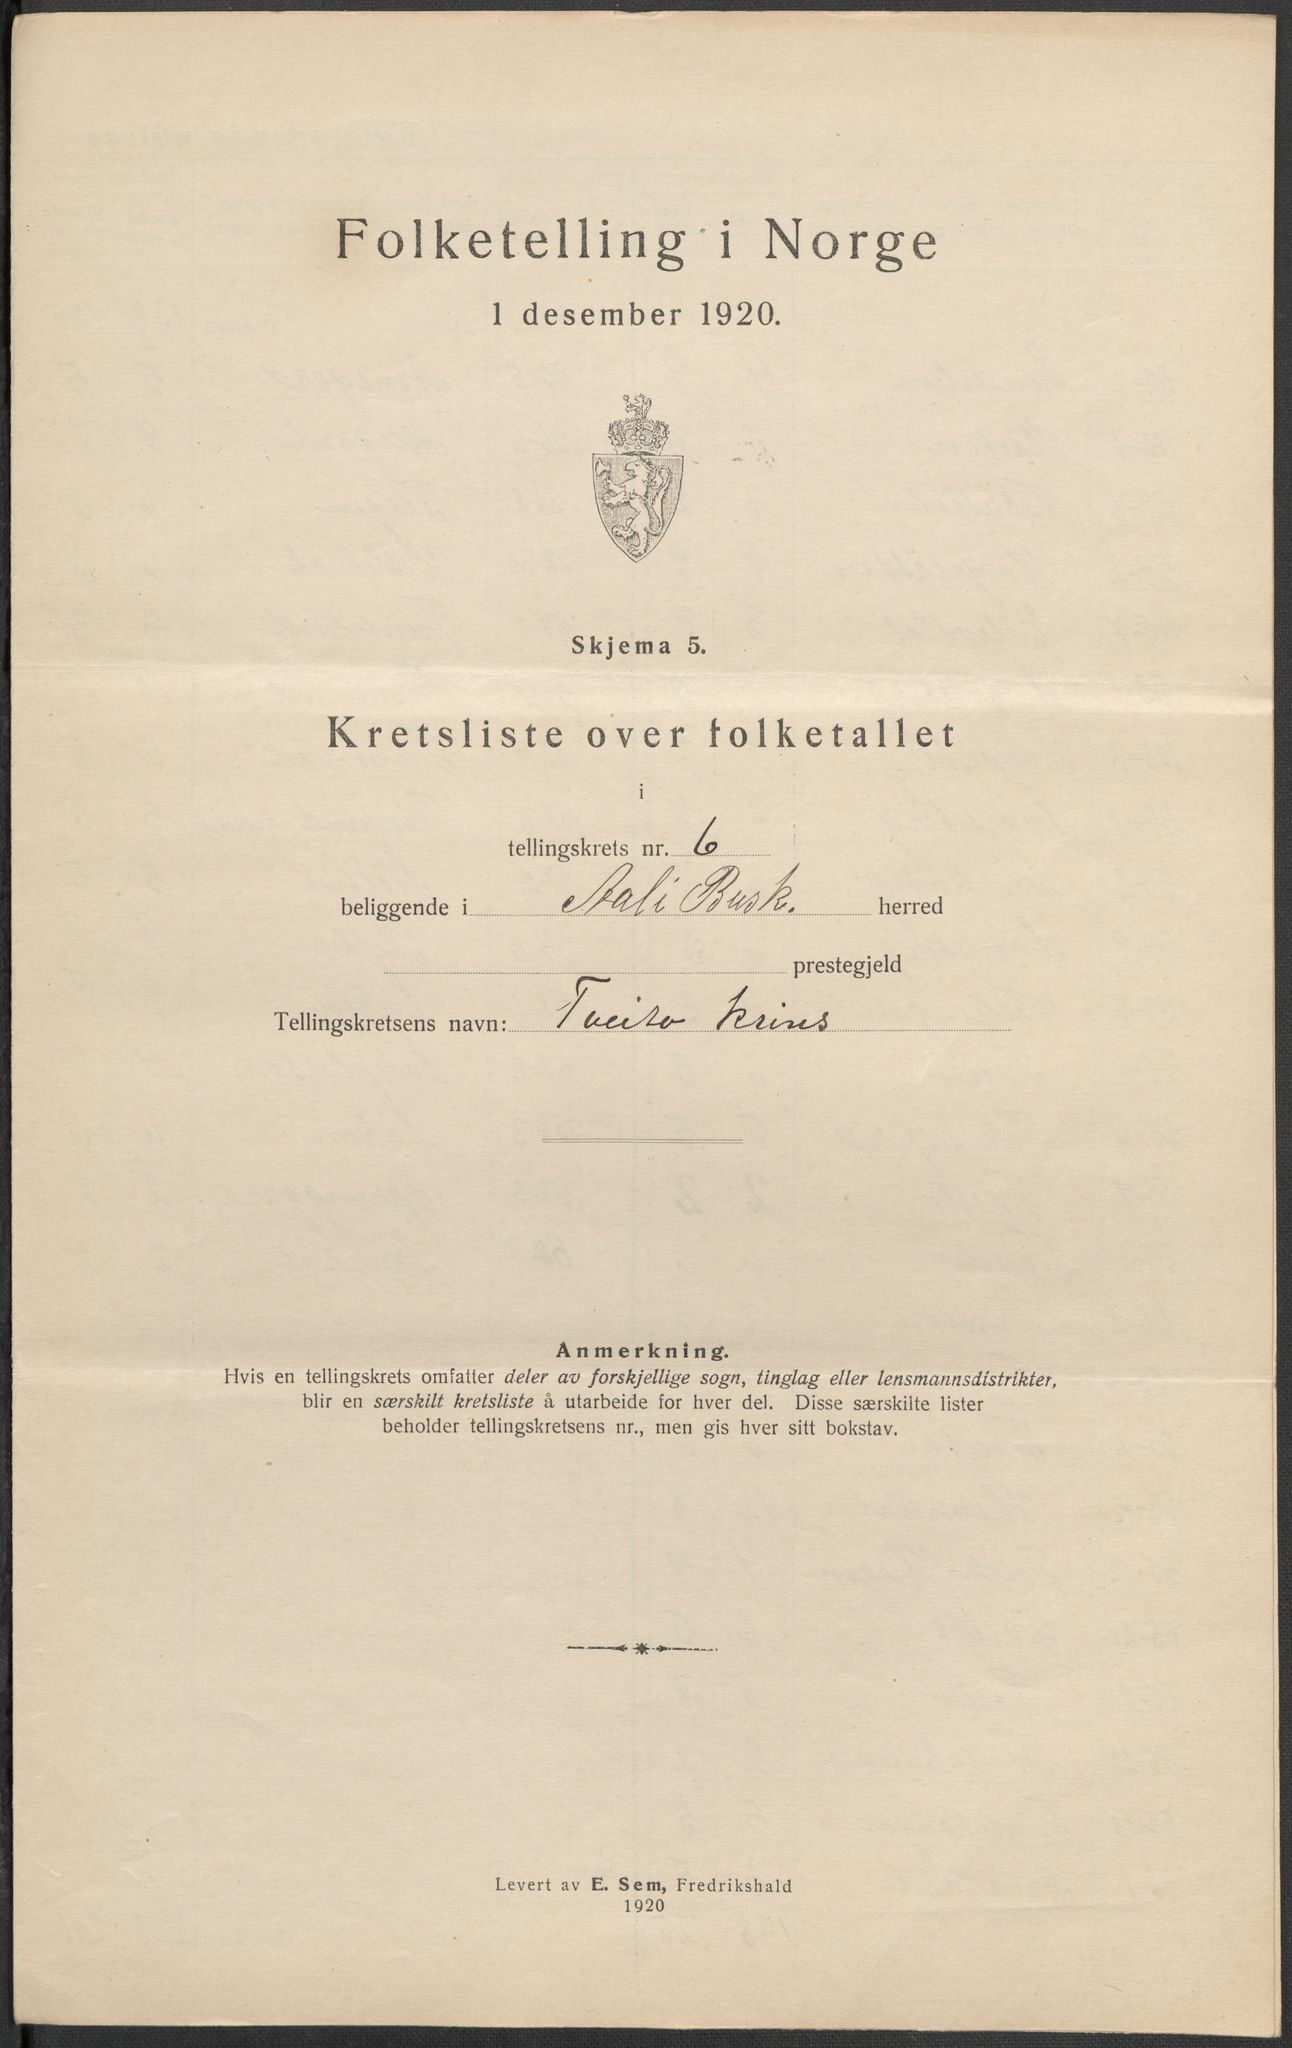 Folketelling i Norge
1 desember 1920.
Skjema 5.
Kretsliste over folketallet
i
tellingskrets nr. 6
beliggende i Aal i Busk. herred
prestegjeld
Tellingskretsens navn: Tveito krins
Anmerkning.
Hvis en tellingskrets omfatter deler av forskjellige sogn, tinglag eller lensmannsdistrikter,
blir en særskilt kretsliste å utarbeide for hver del. Disse særskilte lister
beholder tellingskretsens nr., men gis hver sitt bokstav.
Levert av E. Sem, Fredrikshald
1920